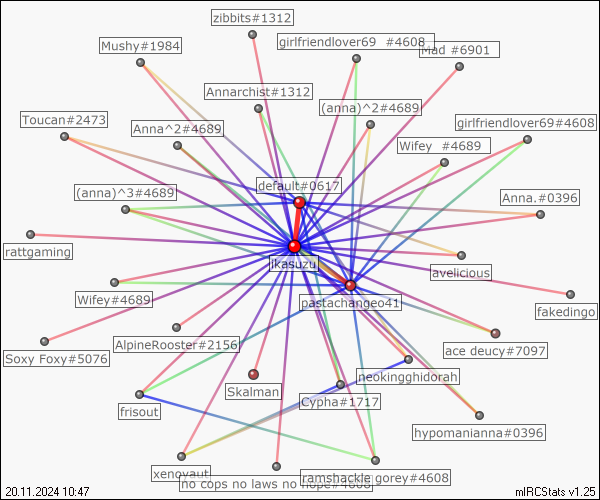 zibbits#1312
Mushy#1984
girlfriendlover69 #4608
Mad #6901
Annarchist#1312
(anna)^2#4689
Toucan#2473
Anna^2#4689
girlfriendlover69#4608
Wifey #4689
default#0617
(anna)^3#4689
Anna.#0396
rattgaming
ikasuzu
avelicious
Wifey#4689
pastachangeo41
fakedingo
Soxy Foxy#5076
AlpineRooster#2156
ace deucy#7097
neokingghidorah
Skalman
Cypha#1717
frisout
hypomanianna#0396
xenovaut
no cops no laws no hope#4608
ramshackle gorey#4608
20.11.2024 10:47
mIRCStats v1.25